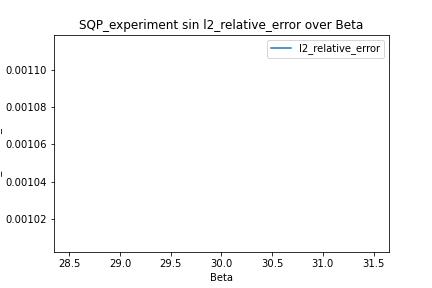 SQP_experiment sin l2_relative_error over Beta
l2_relative_error
0.00110
0.00108
0.00106
0.00104
0.00102
28.5 29.0 29.5 30.0 30.5 31.0 31.5
Beta